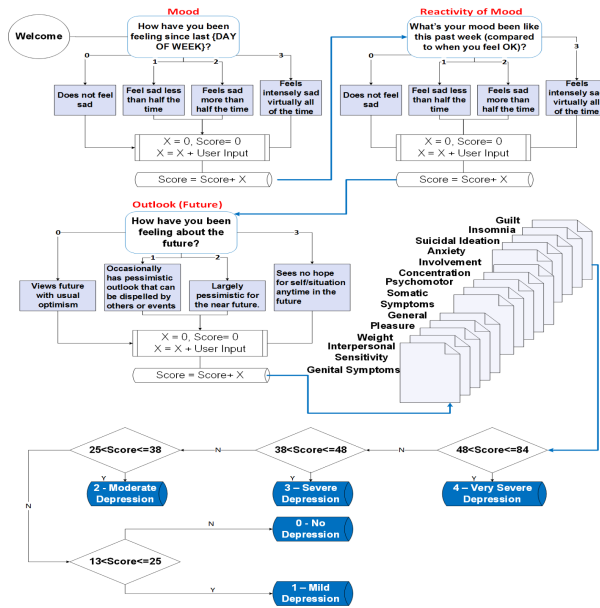 Mood
Reactivity of Mood
Welcome
How have you been
feeling since last {DAY
OF WEEK}?
What's your mood been like
this past week (compared
to when you feel OK)?
0
1
2
3
0
1
2
3
Does not feel
sad
Feel sad less
than half the
time
Feel sad
more than
half the time
Feels
intensely sad
virtually all
of the time
Does not feel
sad
Feel sad less
than half the
time
Feel sad
more than
half the time
Feels
intensely sad
virtually all
of the time
X = 0, Score= 0
X = X + User Input
X = 0, Score= 0
X = X + User Input
Score = Score+ X
Score = Score+ X
Outlook (Future)
How have you been
feeling about the
future?
0
1
2
3
Views future
with usual
optimism
Occasionally
has pessimistic
outlook that can
be dispelled by
others or events
Largely
pessimistic for
the near future.
Sees no hope
for self/situation
anytime in the
future
X = 0, Score= 0
X = X + User Input
Score = Score+ X
Guilt
Insomnia
Suicidal Ideation
Anxiety
Involvement
Concentration
Psychomotor
Somatic
Symptoms
General
Pleasure
Weight
Interpersonal
Sensitivity
Genital Symptoms
25<Score<=38
N
38<Score<=48
N
48<Score<=84
Y
Y
Y
2 - Moderate
Depression
3 – Severe
Depression
4 – Very Severe
Depression
N
N
0 - No
Depression
13<Score<=25
Y
1 – Mild
Depression